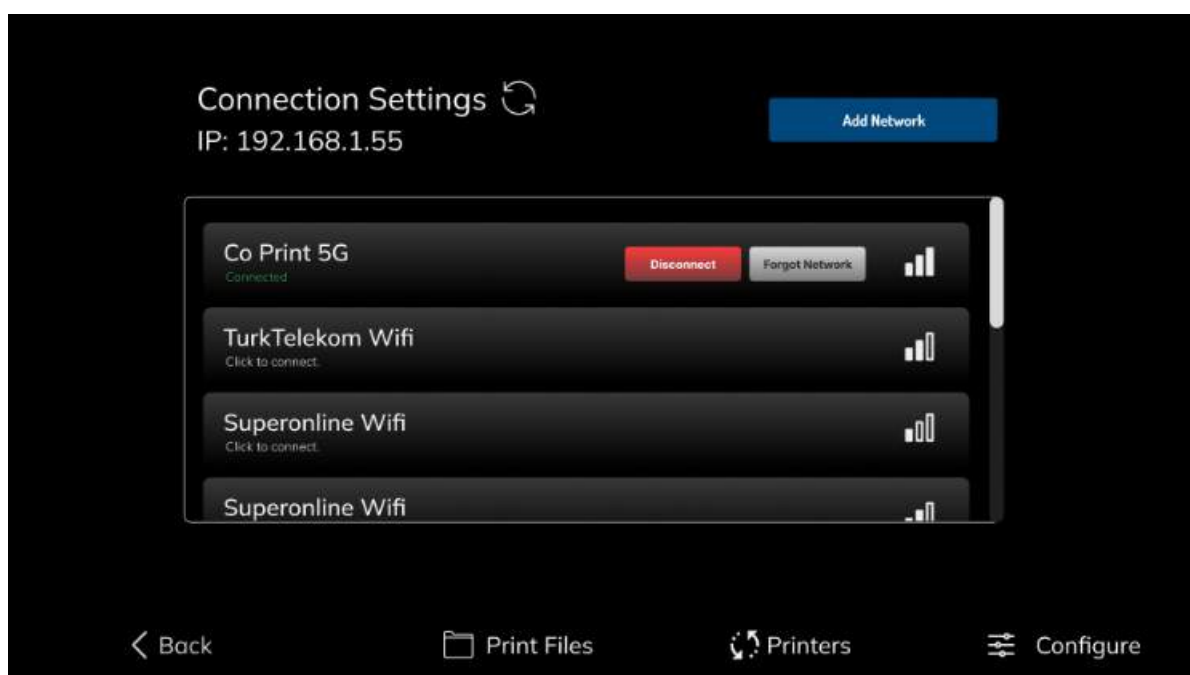 Connection Settings
IP: 192.168.1.55
Add Network
Co Print 5G
Connected
Disconnect
Forgot Network
TurkTelekom Wifi
Click to connect.
Superonline Wifi
Click to connect.
Superonline Wifi
Back
Print Files
Printers
Configure